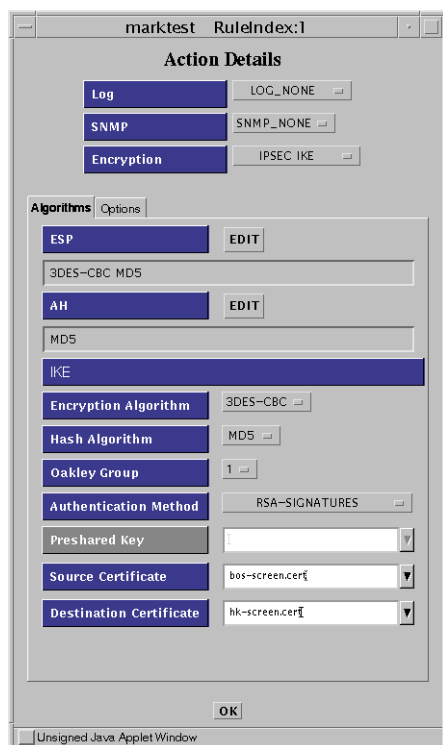 marktest RuleIndex:1
Action Details
Log LOG_NONE
SNMP SNMP_NONE
Encryption IPSEC IKE
Algorithms Options
ESP EDIT
3DES-CBC MD5
AH EDIT
MD5
IKE
Encryption Algorithm 3DES-CBC
Hash Algorithm MD5
Oakley Group 1
Authentication Method RSA-SIGNATURES
Preshared Key
Source Certificate bos-screen.cert
Destination Certificate hk-screen.cert
OK
Unsigned Java Applet Window